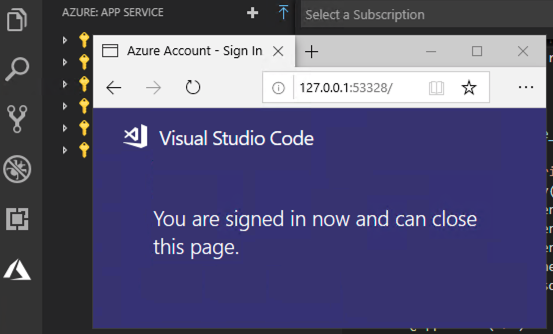 AZURE: APP SERVICE
Select a Subscription
Azure Account - Sign In
127.0.0.1:53328/
Visual Studio Code
You are signed in now and can close
this page.